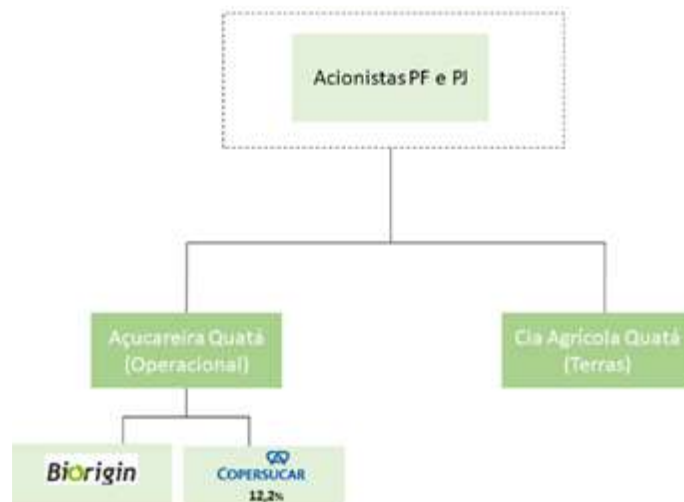 Acionistas PF e PJ
Açucareira Quatá
(Operacional)
Cia Agrícola Quatá
(Terras)
Biorigin
COPERSUCAR
12,2%